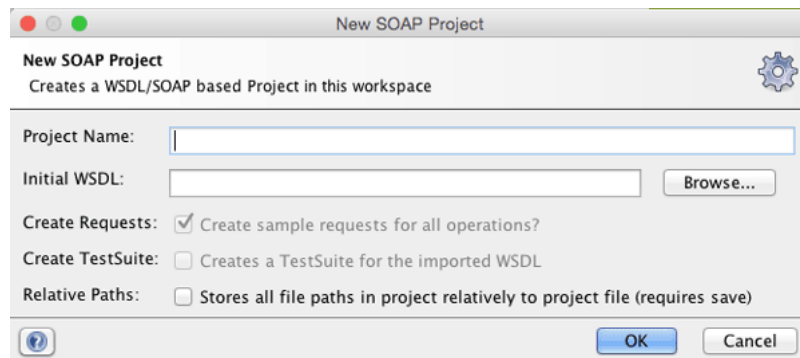 New SOAP Project
New SOAP Project
Creates a WSDL/SOAP based Project in this workspace
Project Name:
Initial WSDL: Browse...
Create Requests: Create sample requests for all operations?
Create TestSuite: Creates a TestSuite for the imported WSDL
Relative Paths: Stores all file paths in project relatively to project file (requires save)
? OK Cancel